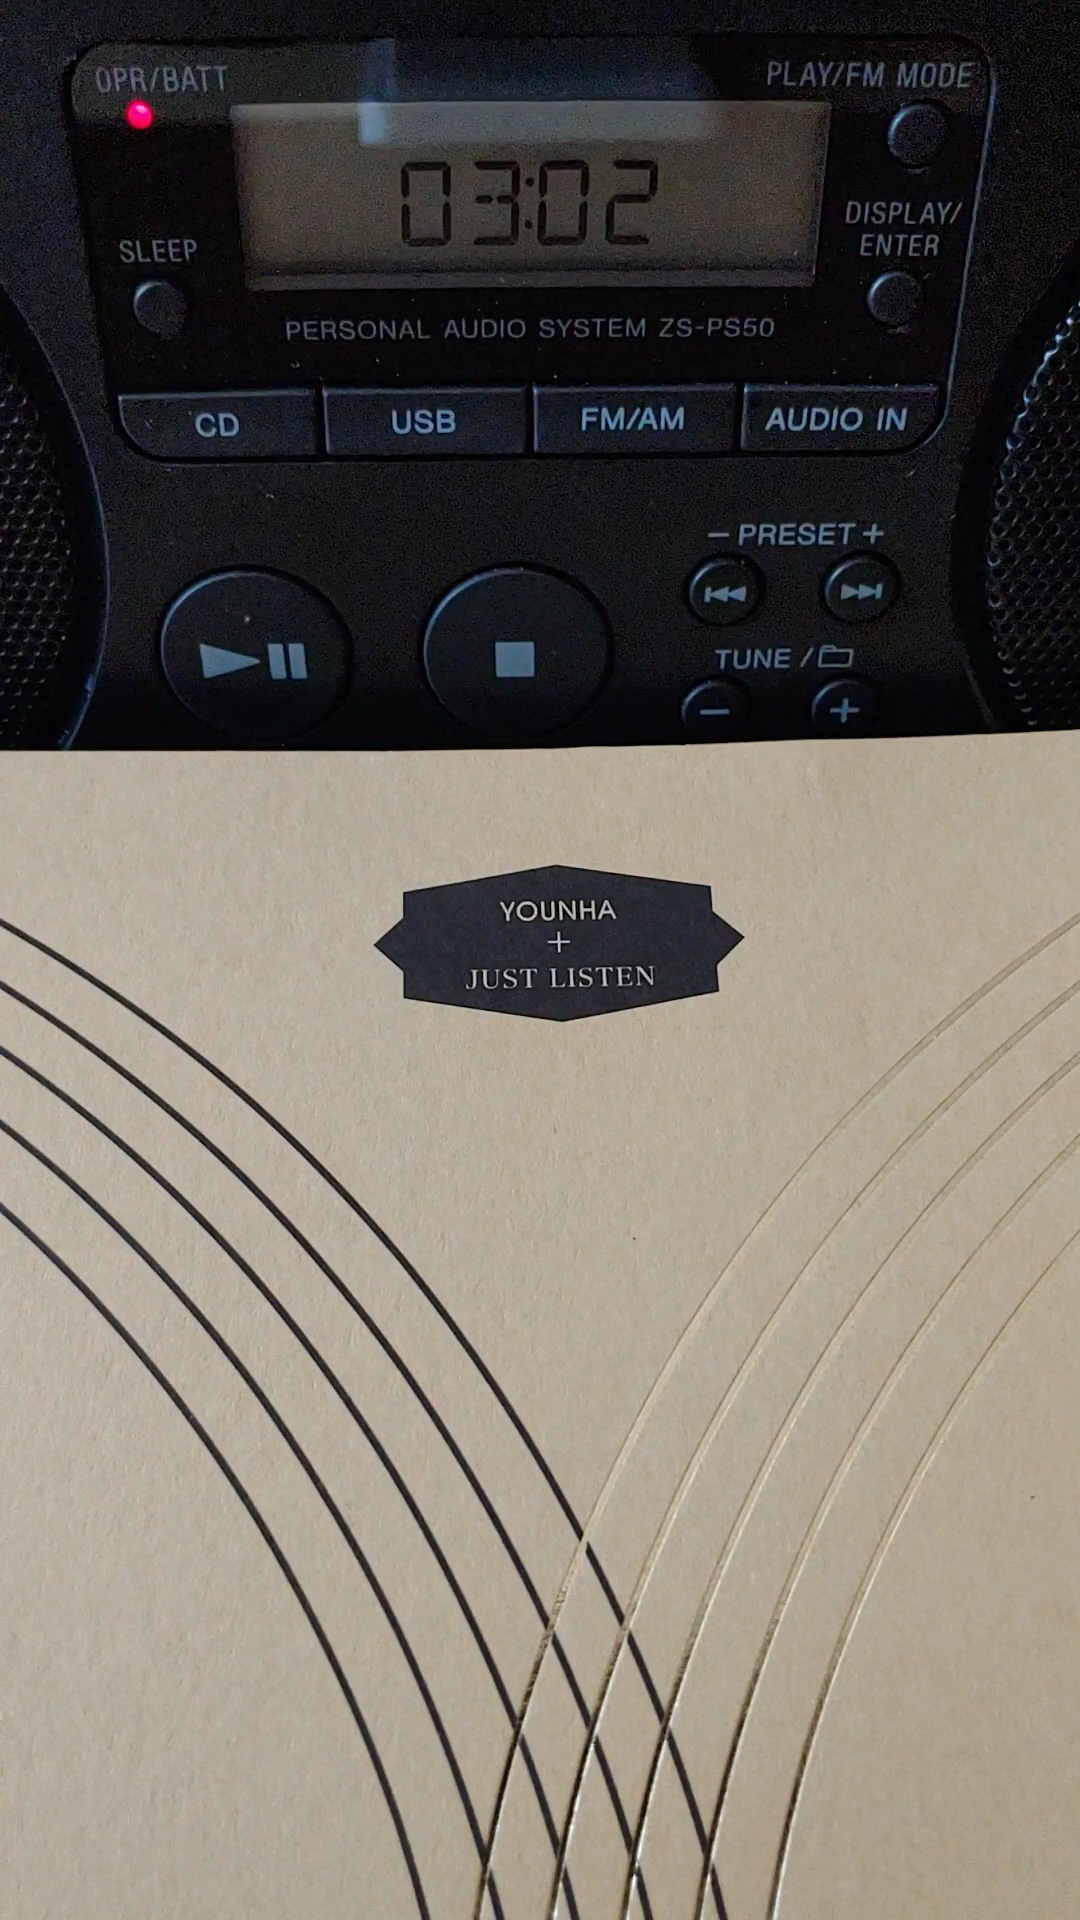 OPR/BATT
PLAY/FM MODE
03:02
SLEEP
DISPLAY/
ENTER
PERSONAL AUDIO SYSTEM ZS-PS50
CD
USB
FM/AM
AUDIO IN
– PRESET +
TUNE /
– +
YOUNHA
+
JUST LISTEN